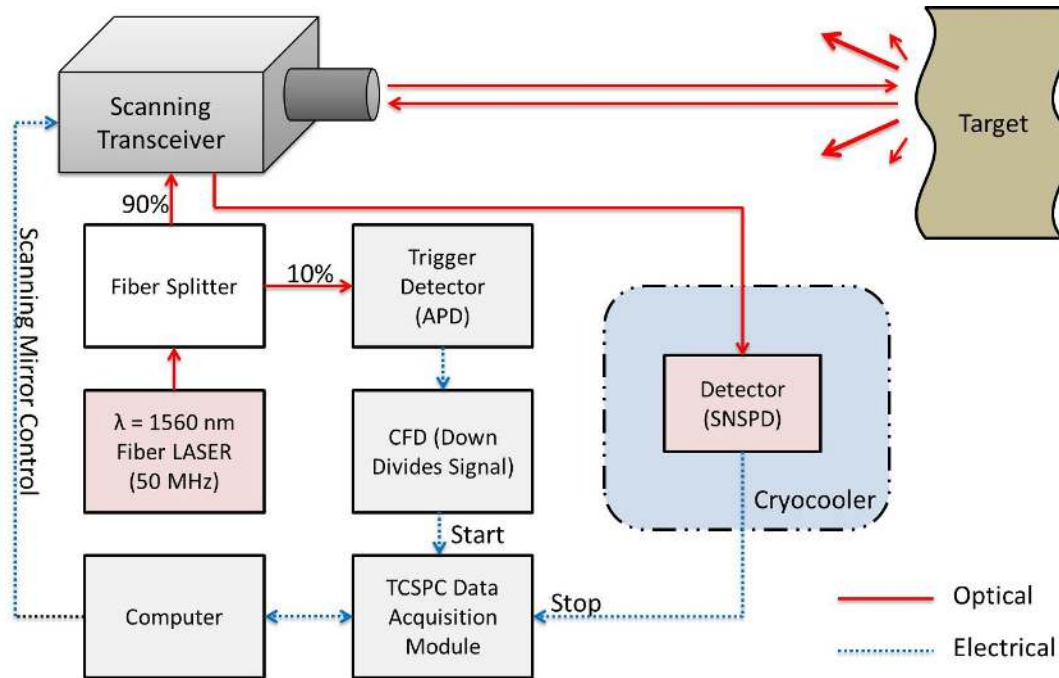 Scanning
Transceiver
Target
90%
Scanning Mirror Control
Fiber Splitter
10%
Trigger
Detector
(APD)
λ = 1560 nm
Fiber LASER
(50 MHz)
CFD (Down
Divides Signal)
Detector
(SNSPD)
Cryocooler
Start
Computer
TCSPC Data
Acquisition
Module
Stop
Optical
Electrical